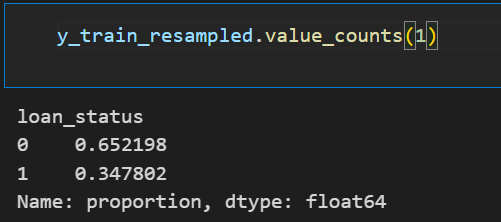 y_train_resampled.value_counts(1)
loan_status
0    0.652198
1    0.347802
Name: proportion, dtype: float64